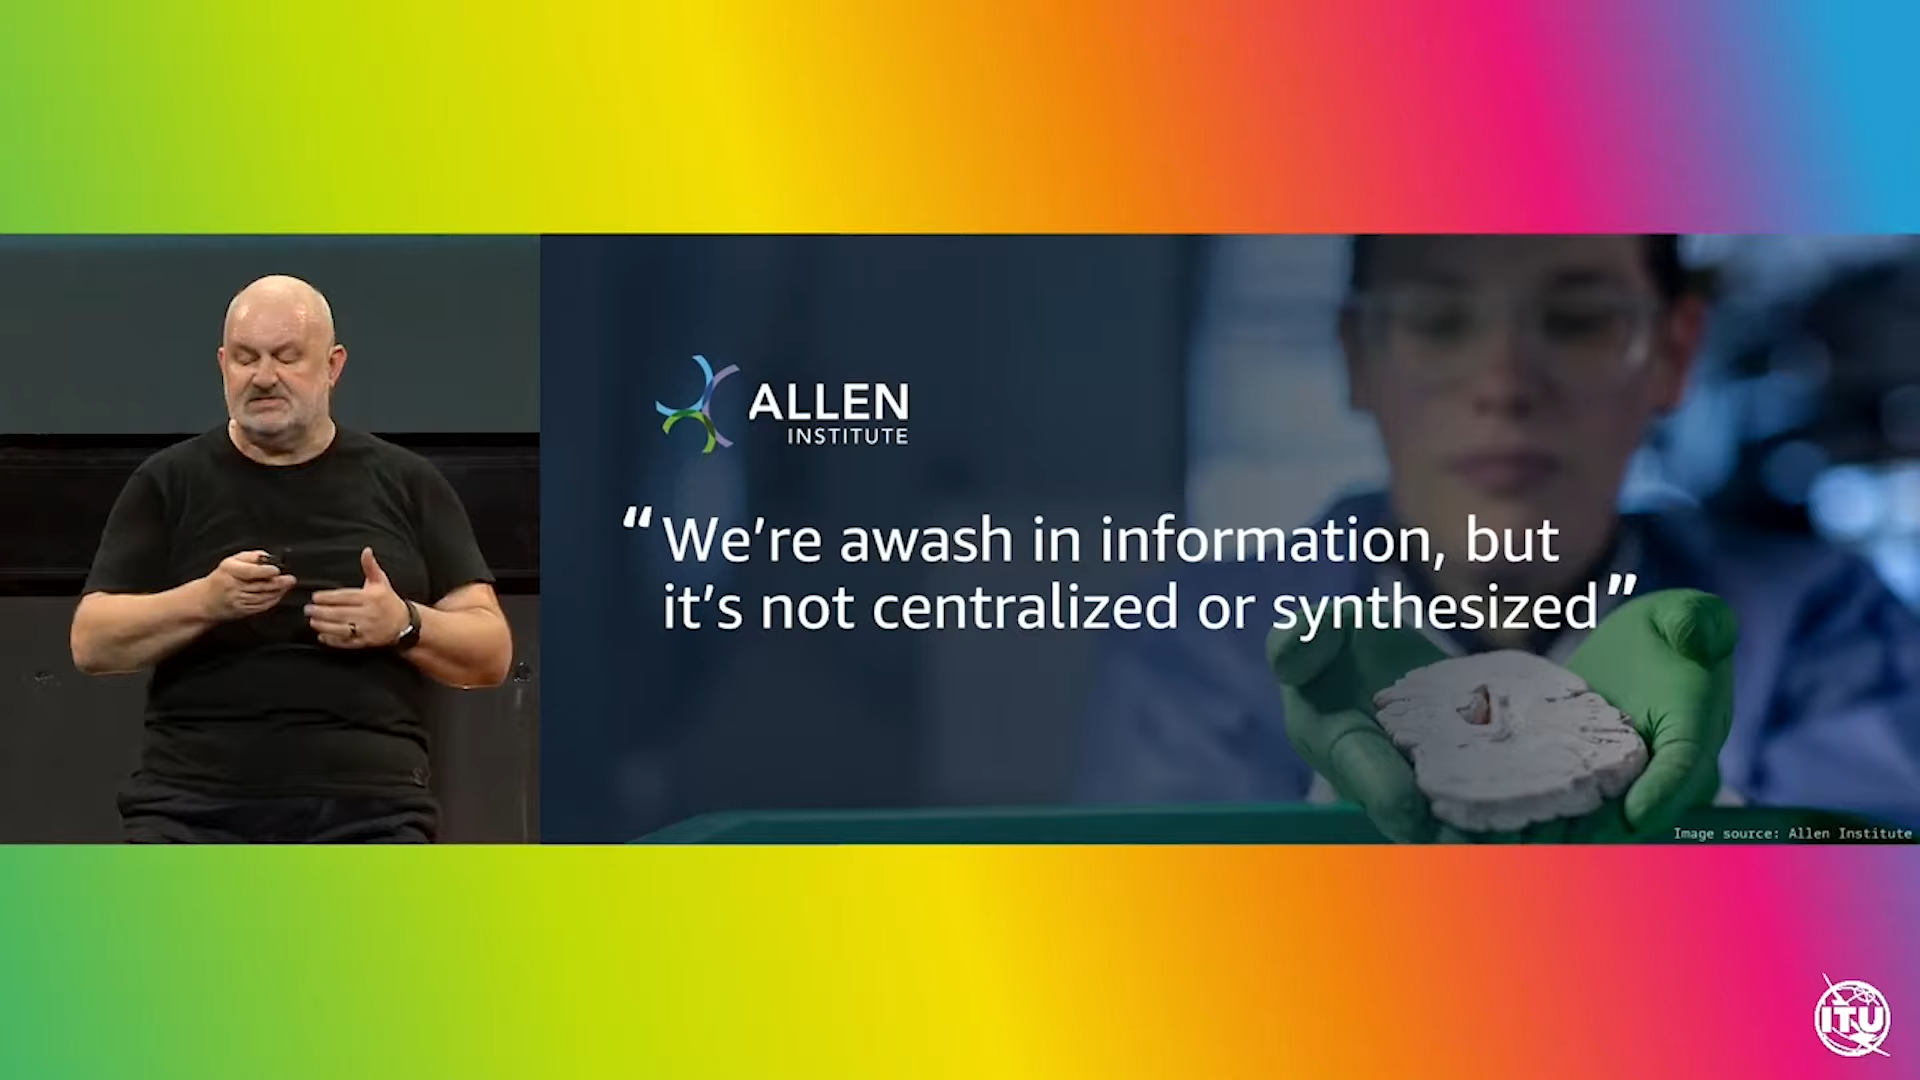 ALLEN
INSTITUTE
“We’re awash in information, but
it’s not centralized or synthesized”
Image source: Allen Institute
ITU